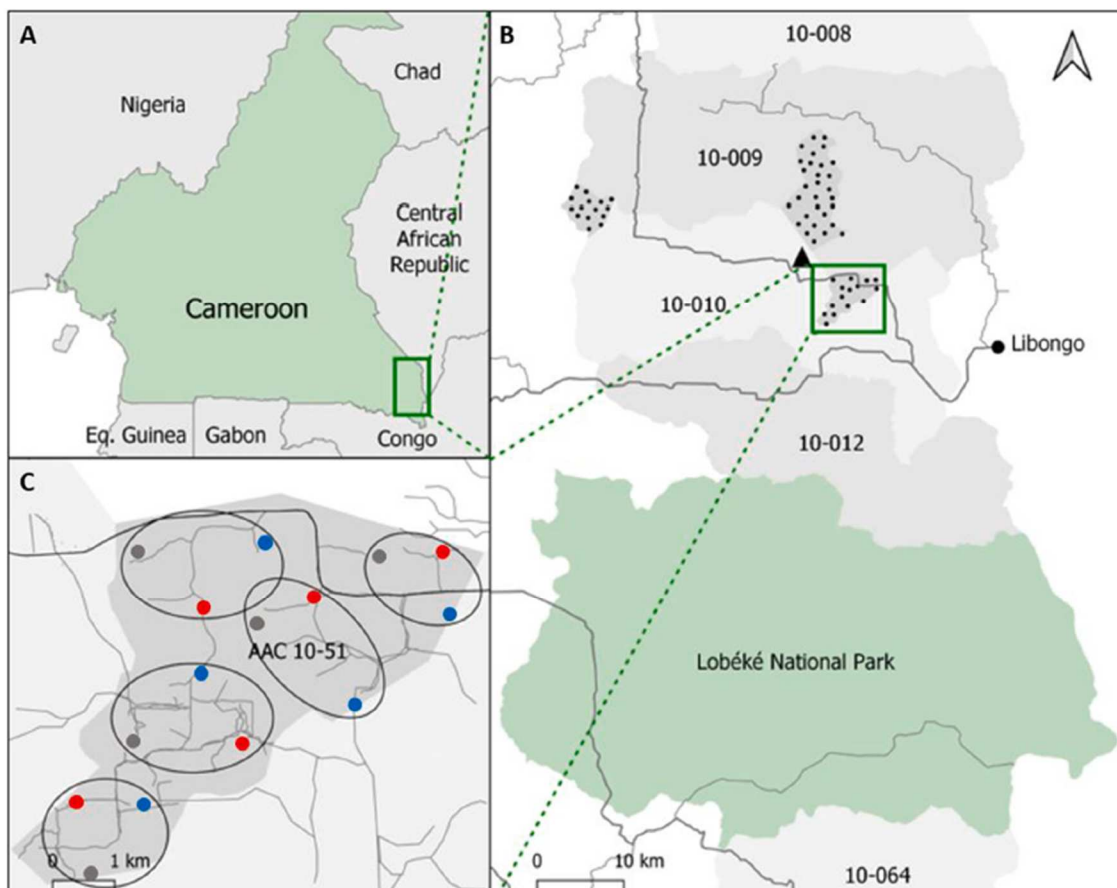 A
Chad
Nigeria
Central
African
Republic
Cameroon
Eq. Guinea
Gabon
Congo
B
10-008
10-009
10-010
Libongo
10-012
Lobéké National Park
0
10 km
10-064
C
AAC 10-51
0
1 km